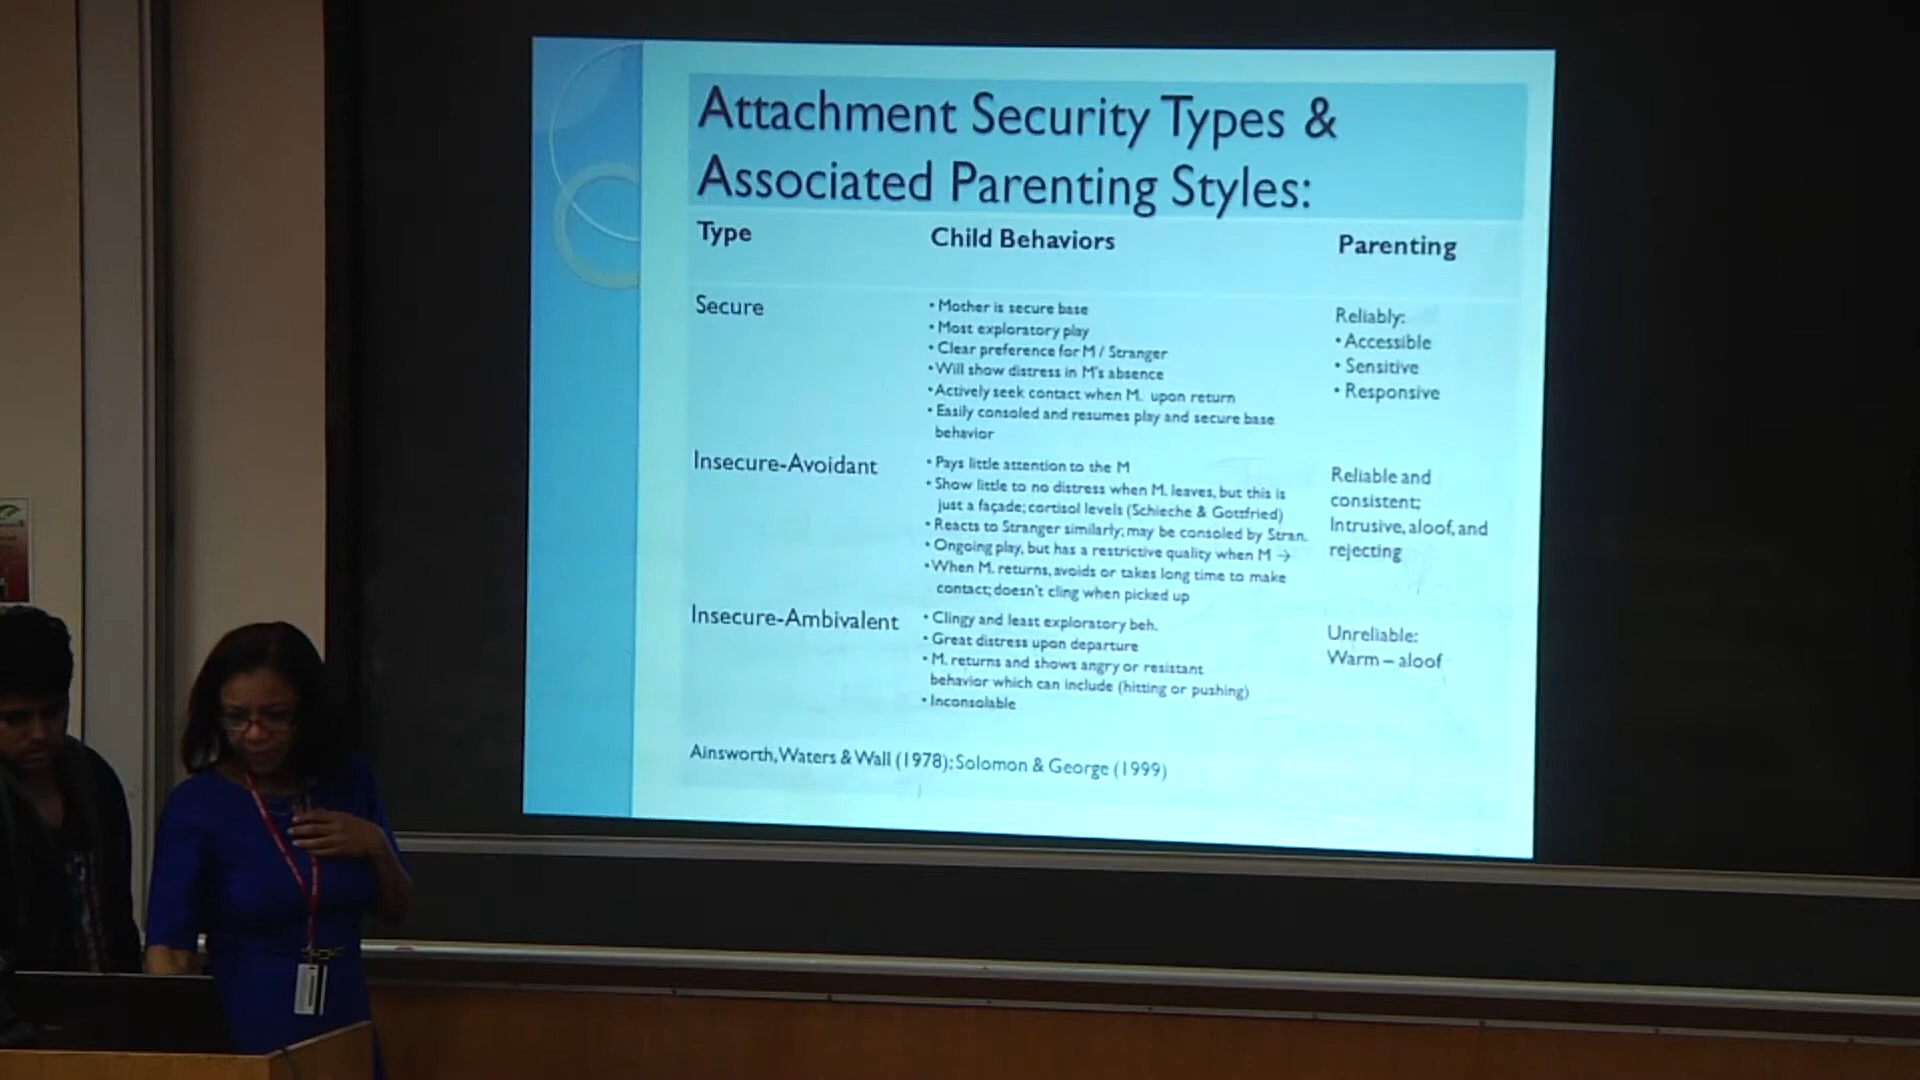 Attachment Security Types &
Associated Parenting Styles:
Type Child Behaviors Parenting
Secure
• Mother is secure base
• Most exploratory play
• Clear preference for M / Stranger
• Will show distress in M's absence
• Actively seek contact when M. upon return
• Easily consoled and resumes play and secure base
behavior
Reliably:
• Accessible
• Sensitive
• Responsive
Insecure-Avoidant
• Pays little attention to the M
• Show little to no distress when M. leaves, but this is
just a façade; cortisol levels (Schieche & Gottfried)
• Reacts to Stranger similarly; may be consoled by Stran.
• Ongoing play, but has a restrictive quality when M →
• When M. returns, avoids or takes long time to make
contact; doesn't cling when picked up
Reliable and
consistent;
Intrusive, aloof, and
rejecting
Insecure-Ambivalent
• Clingy and least exploratory beh.
• Great distress upon departure
• M. returns and shows angry or resistant
behavior which can include (hitting or pushing)
• Inconsolable
Unreliable:
Warm – aloof
Ainsworth, Waters & Wall (1978); Solomon & George (1999)